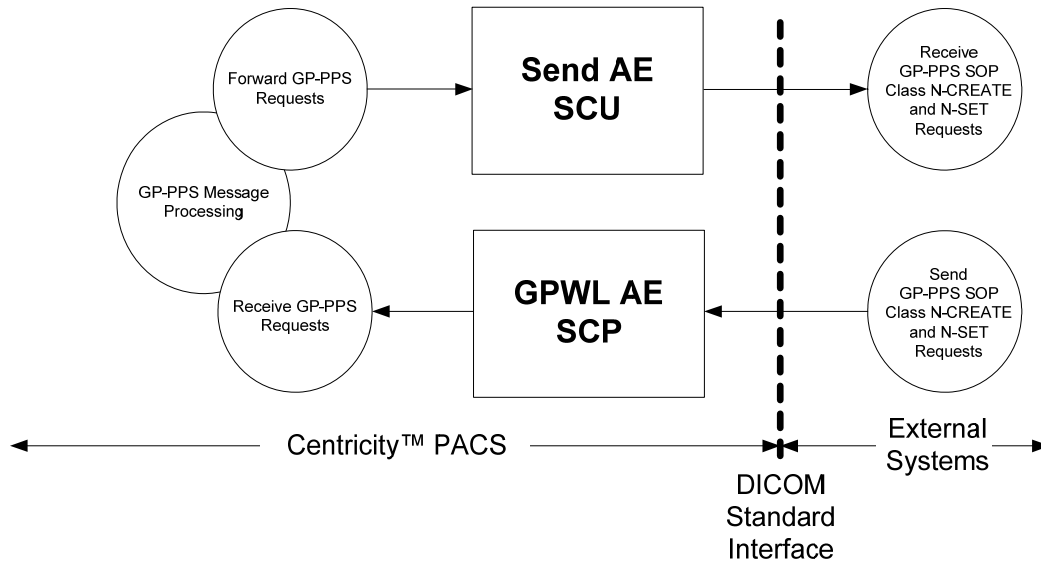 Forward GP-PPS
Requests
Send AE
SCU
Receive
GP-PPS SOP
Class N-CREATE
and N-SET
Requests
GP-PPS Message
Processing
Receive GP-PPS
Requests
GPWL AE
SCP
Send
GP-PPS SOP
Class N-CREATE
and N-SET
Requests
Centricity™ PACS
External
Systems
DICOM
Standard
Interface